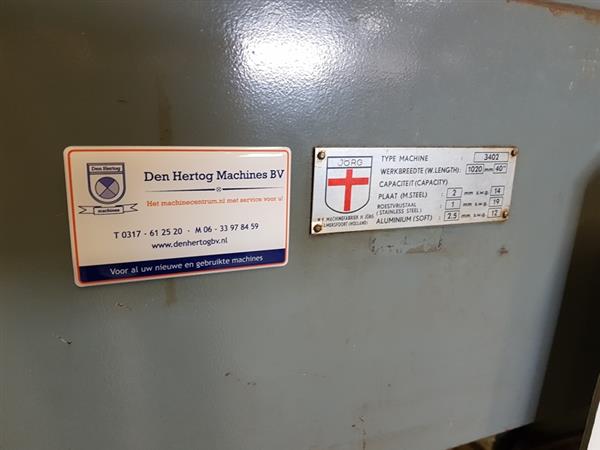 Den Hertog
machines
Den Hertog Machines BV
Het machinecentrum.nl met service voor u!
T 0317 - 61 25 20 - M 06 - 33 97 84 59
www.denhertogbv.nl
Voor al uw nieuwe en gebruikte machines
JÖRG
N.V. MACHINEFABRIEK H. JÖRG
AMERSFOORT (HOLLAND)
TYPE MACHINE : 3402
WERKBREEDTE (W.LENGTH): 1020 mm 40"
CAPACITEIT (CAPACITY)
PLAAT (M.STEEL) : 2 mm s.w.g. 14
ROESTVRIJSTAAL
(STAINLESS STEEL) : 1 mm s.w.g. 19
ALUMINIUM (SOFT) : 2.5 mm s.w.g. 12